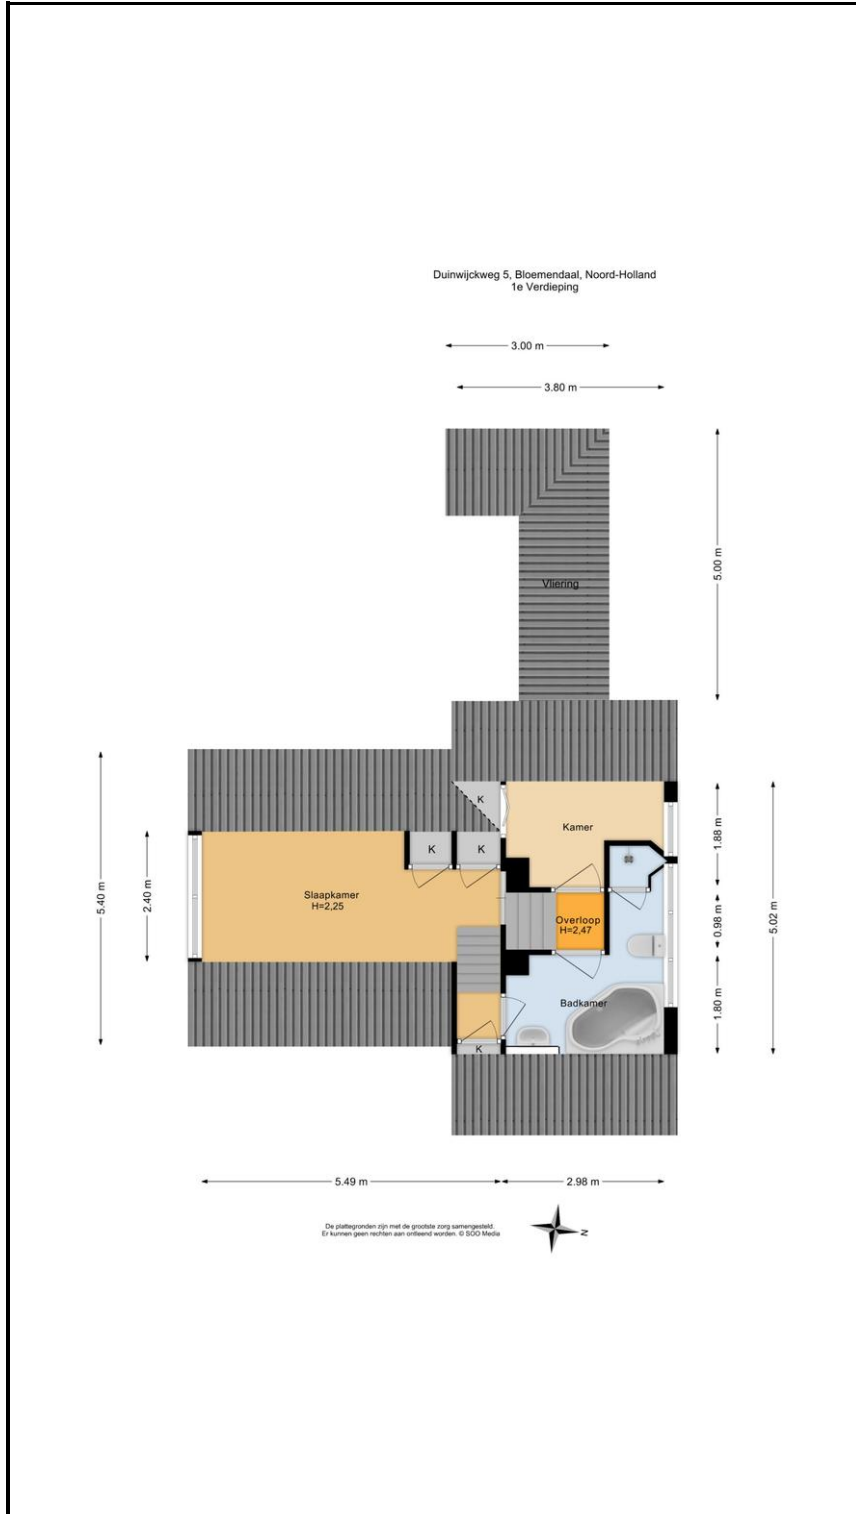 Duinwijckweg 5, Bloemendaal, Noord-Holland
1e Verdieping
3.00 m
3.80 m
5.00 m
Vliering
5.40 m
2.40 m
K
K
K
Kamer
Slaapkamer
H=2,25
Overloop
H=2,47
Badkamer
K
1.88 m
0.98 m
1.80 m
5.02 m
5.49 m
2.98 m
De plattegronden zijn met de grootste zorg samengesteld.
Er kunnen geen rechten aan ontleend worden. © SOO Media
N